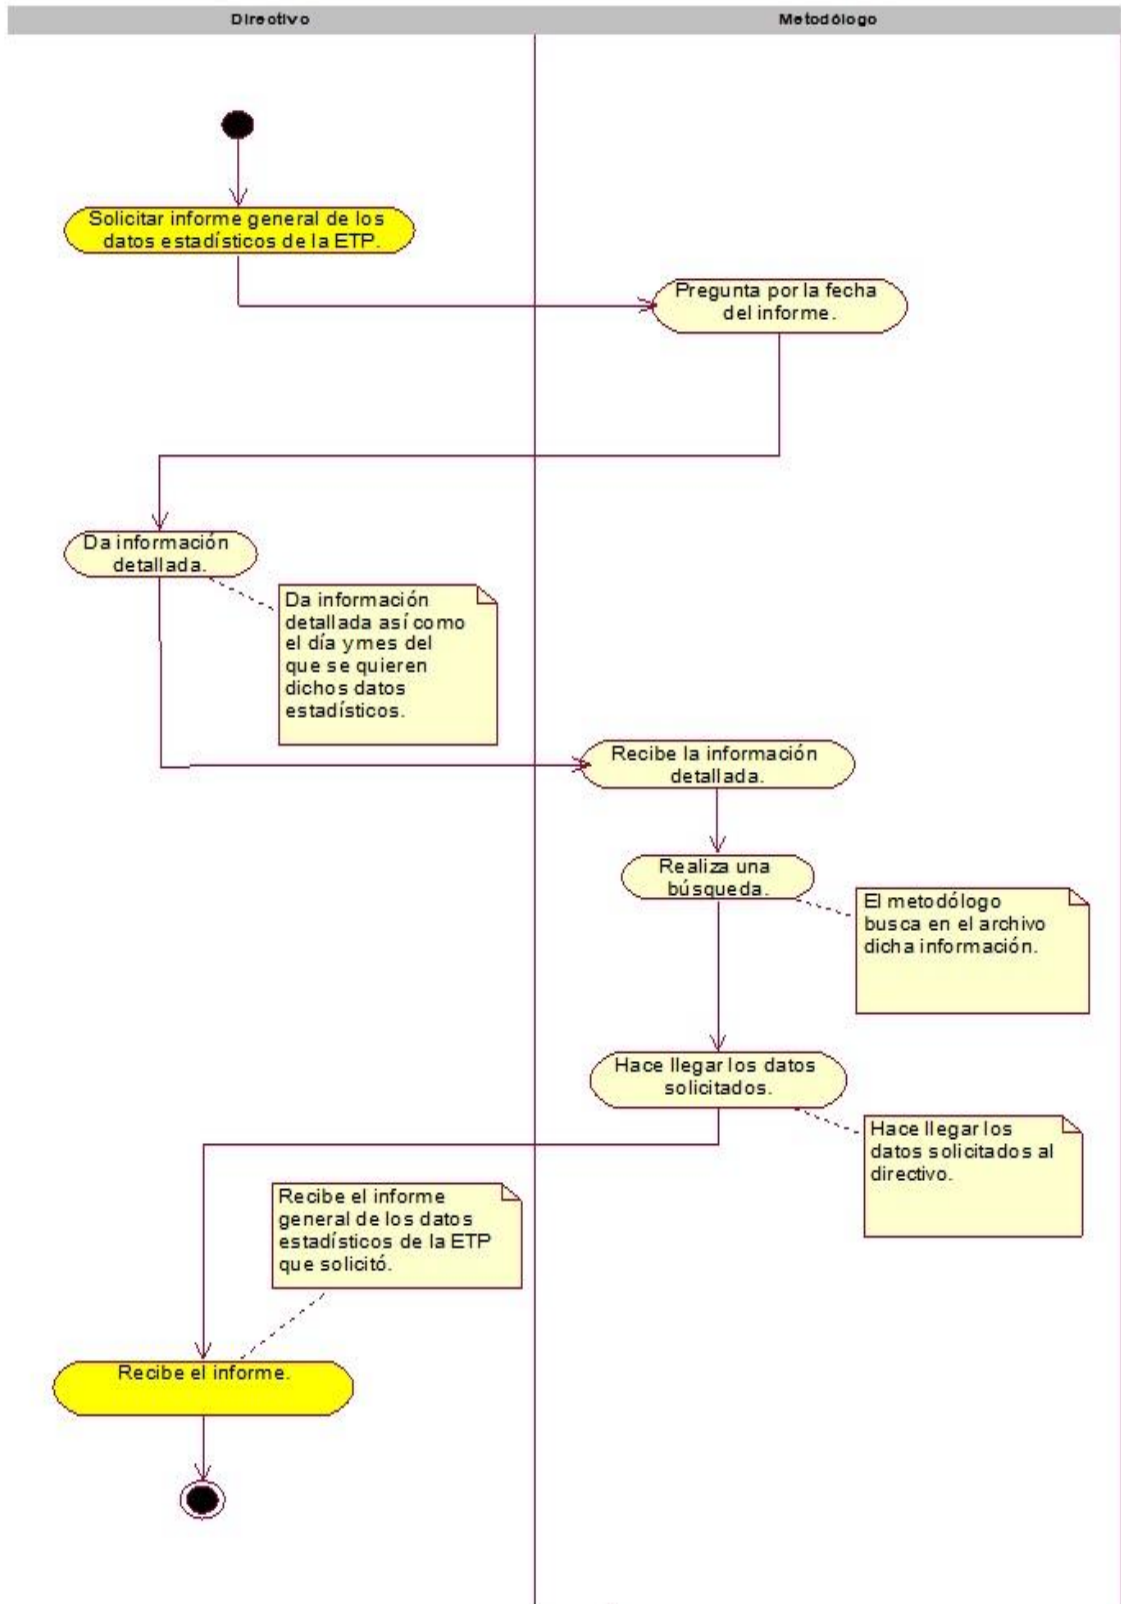 Directivo
Metodólogo
Solicitar informe general de los
datos estadísticos de la ETP.
Pregunta por la fecha
del informe.
Da información
detallada.
Da información
detallada así como
el día y mes del
que se quieren
dichos datos
estadísticos.
Recibe la información
detallada.
Realiza una
búsqueda.
El metodólogo
busca en el archivo
dicha información.
Hace llegar los datos
solicitados.
Hace llegar los
datos solicitados al
directivo.
Recibe el informe
general de los datos
estadísticos de la ETP
que solicitó.
Recibe el informe.